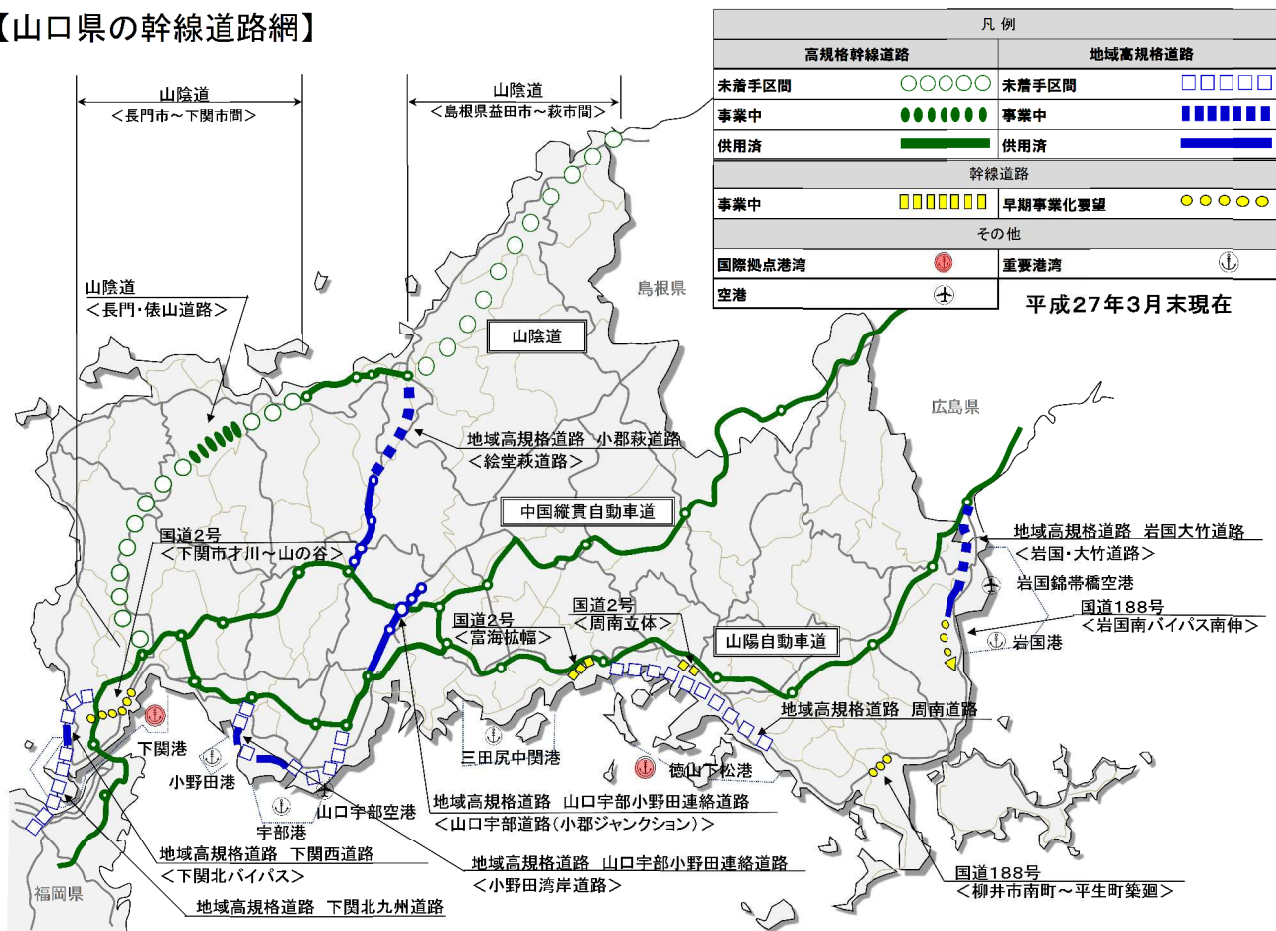 【山口県の幹線道路網】
凡 例
高規格幹線道路
地域高規格道路
未着手区間
未着手区間
事業中
事業中
供用済
供用済
幹線道路
事業中
早期事業化要望
その他
国際拠点港湾
重要港湾
空港
平成27年3月末現在
山陰道
＜長門市～下関市間＞
山陰道
＜島根県益田市～萩市間＞
山陰道
＜長門・俵山道路＞
島根県
山陰道
広島県
地域高規格道路 小郡萩道路
＜絵堂萩道路＞
中国縦貫自動車道
国道2号
＜下関市才川～山の谷＞
地域高規格道路 岩国大竹道路
＜岩国・大竹道路＞
岩国錦帯橋空港
国道188号
＜岩国南バイパス南伸＞
岩国港
国道2号
＜富海拡幅＞
国道2号
＜周南立体＞
山陽自動車道
地域高規格道路 周南道路
下関港
小野田港
三田尻中関港
徳山下松港
宇部港
山口宇部空港
地域高規格道路 山口宇部小野田連絡道路
＜山口宇部道路（小郡ジャンクション）＞
地域高規格道路 下関西道路
＜下関北バイパス＞
地域高規格道路 山口宇部小野田連絡道路
＜小野田湾岸道路＞
国道188号
＜柳井市南町～平生町築廻＞
福岡県
地域高規格道路 下関北九州道路